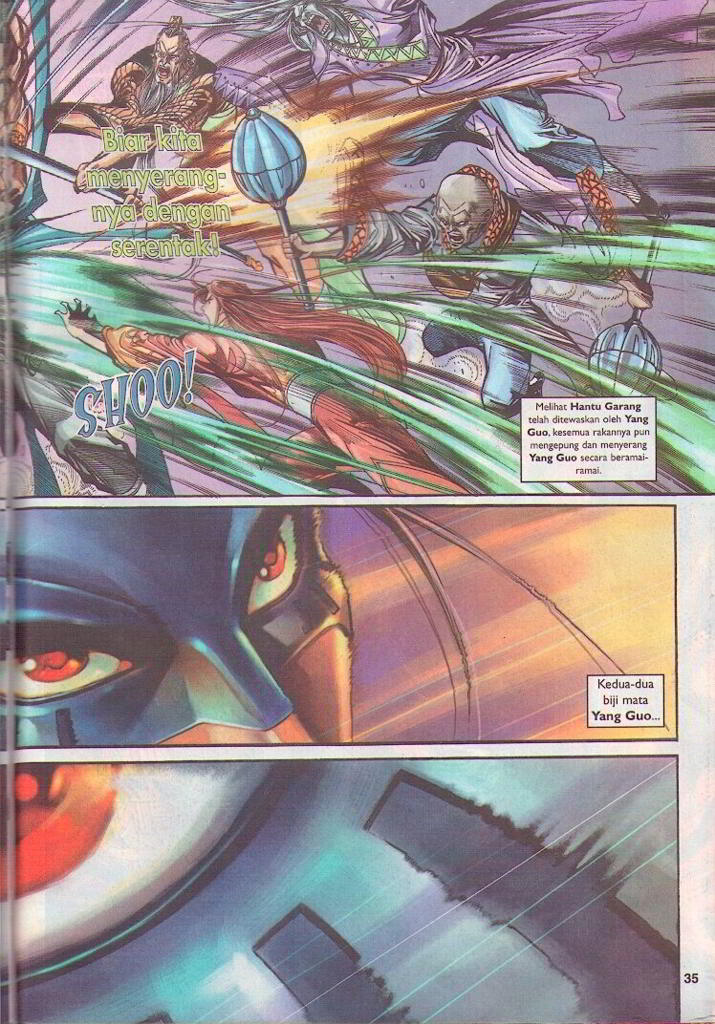 Biar kita
menyerang-
nya dengan
serentak!
SHOO!
Melihat Hantu Garang
telah ditewaskan oleh Yang
Guo, kesemua rakannya pun
mengepung dan menyerang
Yang Guo secara beramai-
ramai.
Kedua-dua
biji mata
Yang Guo...
35